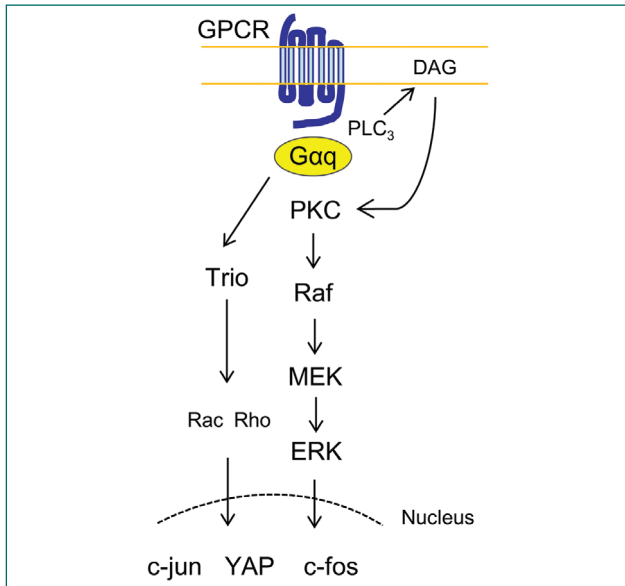 GPCR
DAG
PLC₃
Gαq
PKC
Trio
Raf
MEK
Rac Rho
ERK
Nucleus
c-jun YAP c-fos